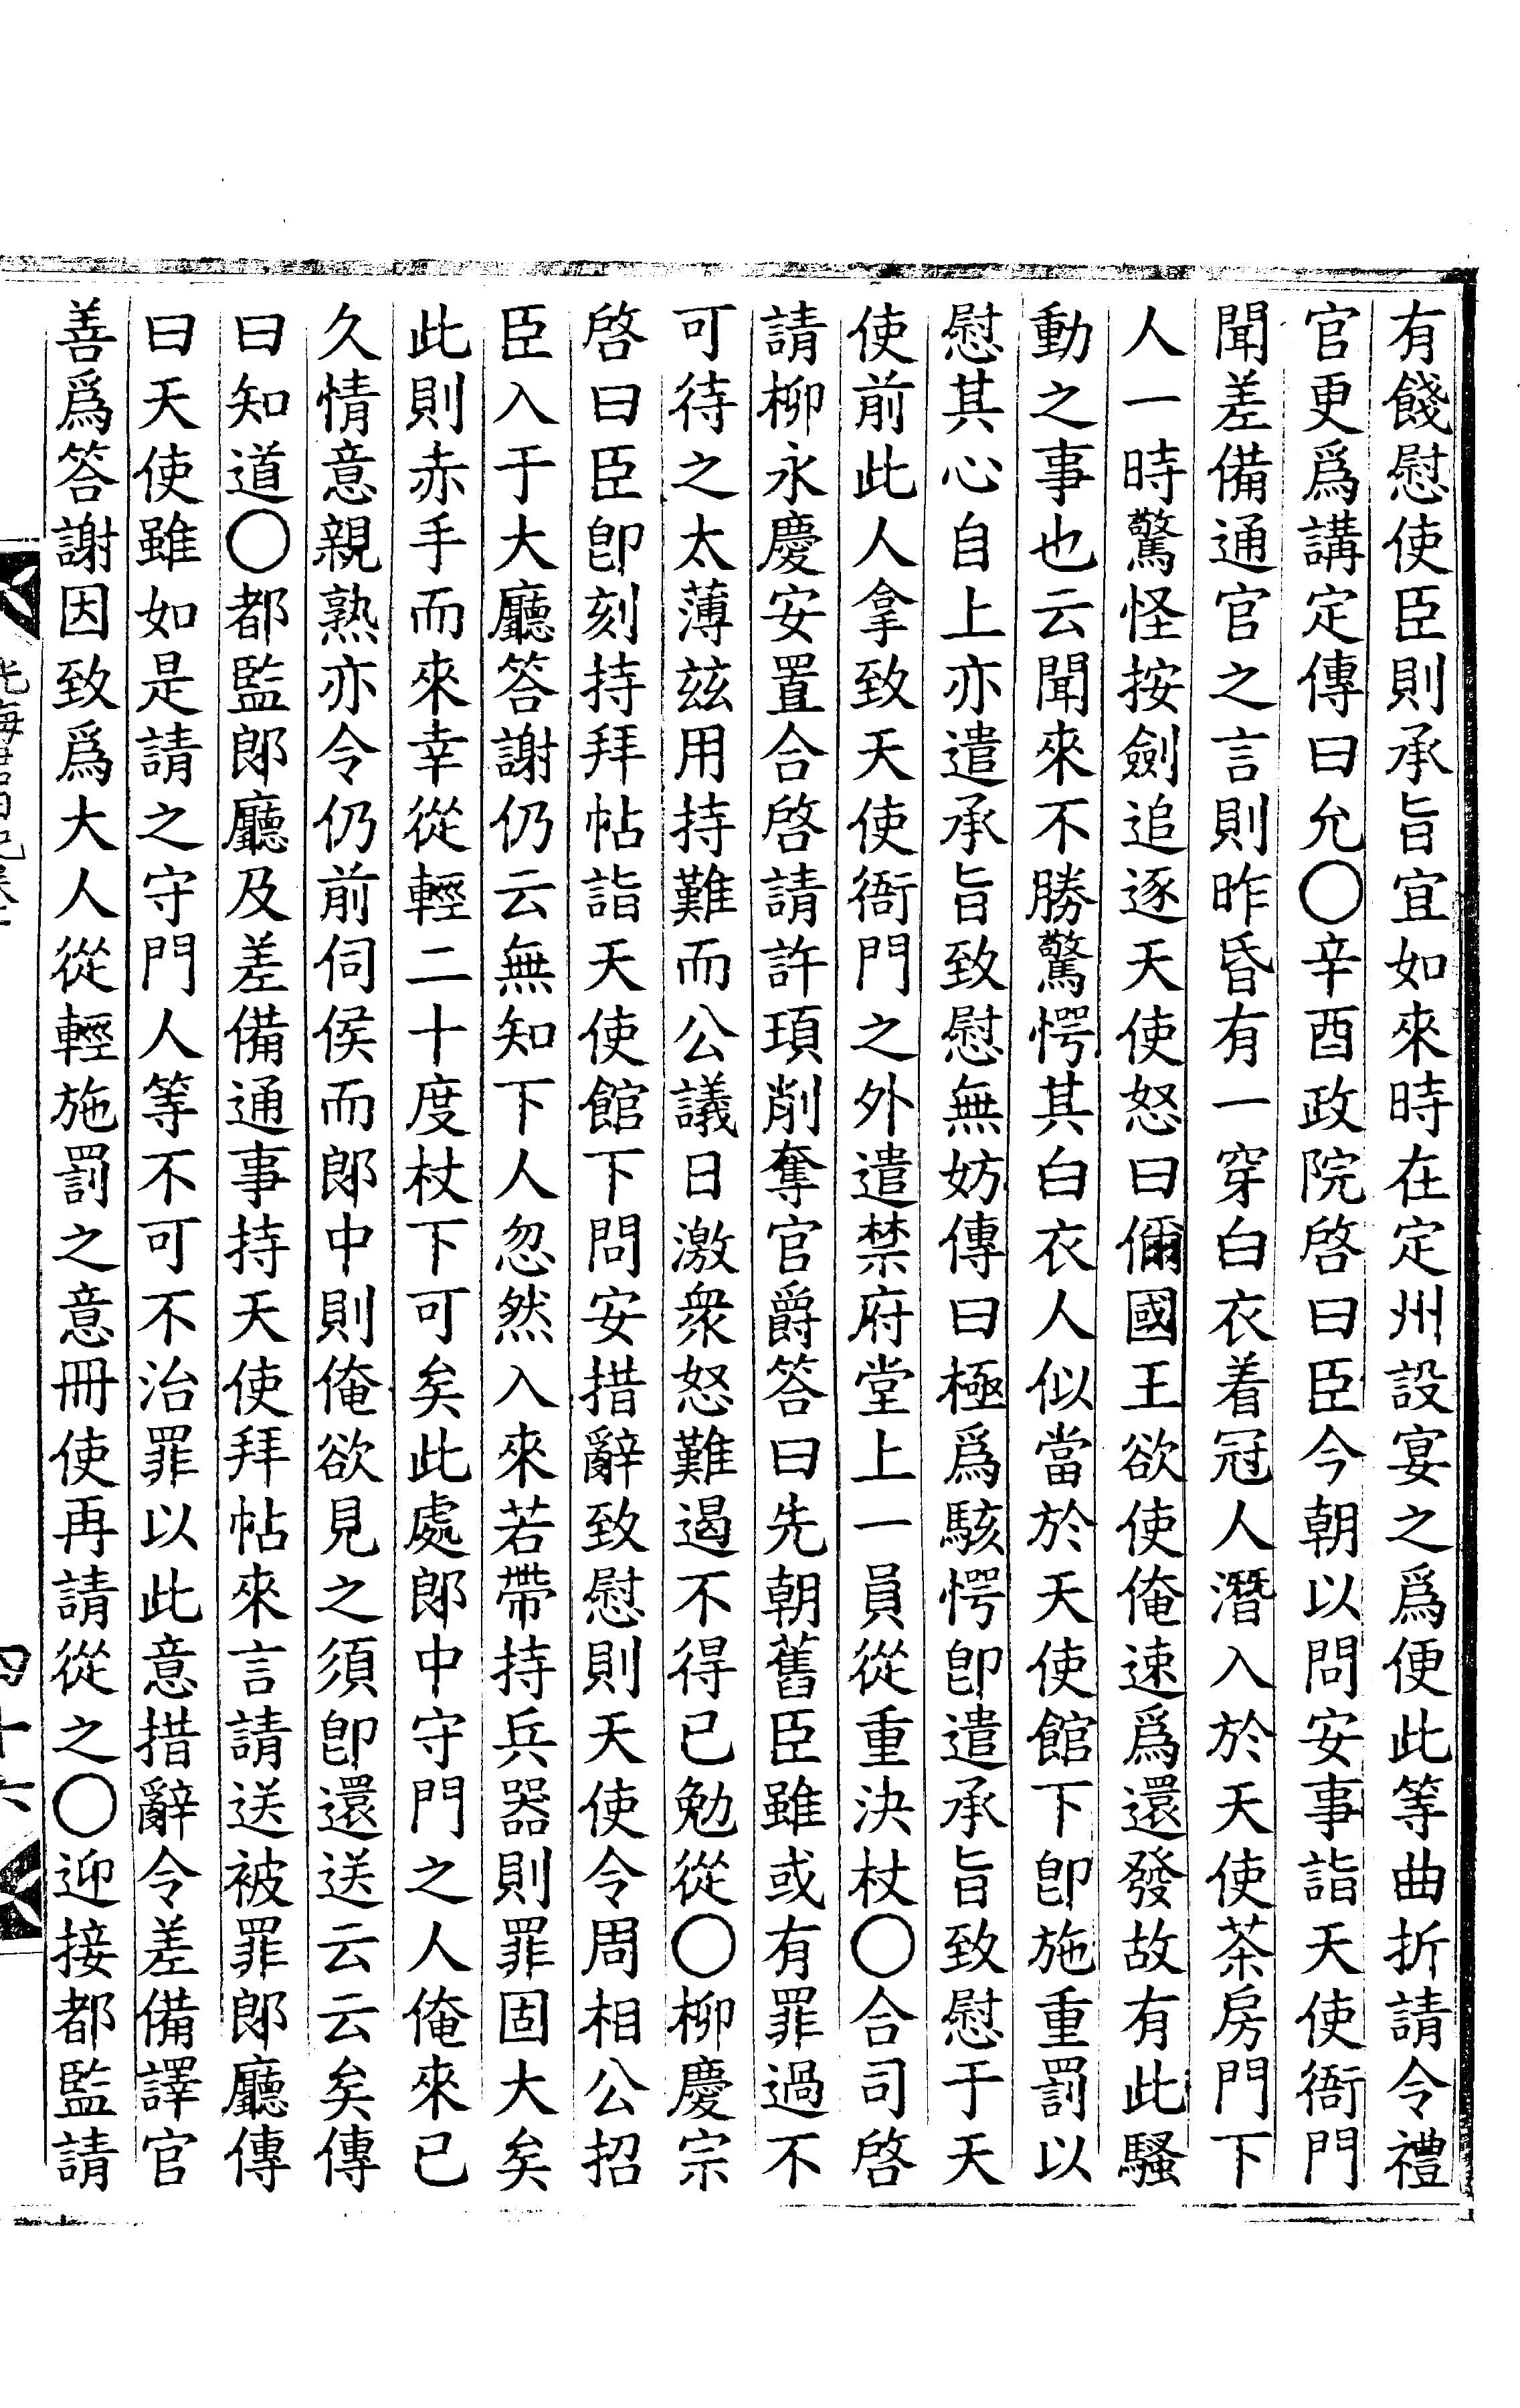 有餞慰使臣則承旨宜如來時在定州設宴之爲便此等曲折請令禮
官更爲講定傳曰允○辛酉政院啓曰臣今朝以問安事詣天使衙門
聞差備通官之言則昨昏有一穿白衣着冠人潛入於天使茶房門下
人一時驚怪按劍追逐天使怒曰儞國王欲使俺速爲還發故有此騷
動之事也云聞來不勝驚愕其白衣人似當於天使館下卽施重罰以
慰其心自上亦遣承旨致慰無妨傳曰極爲駭愕卽遣承旨致慰于天
使前此人拿致天使衙門之外遣禁府堂上一員從重決杖○合司啓
請柳永慶安置合啓請許頊削奪官爵答曰先朝舊臣雖或有罪過不
可待之太薄玆用持難而公議日激衆怒難遏不得已勉從○柳慶宗
啓曰臣卽刻持拜帖詣天使館下問安措辭致慰則天使令周相公招
臣入于大廳答謝仍云無知下人忽然入來若帶持兵器則罪固大矣
此則赤手而來幸從輕二十度杖下可矣此處郞中守門之人俺來已
久情意親熟亦令仍前伺侯而郞中則俺欲見之須卽還送云云矣傳
曰知道○都監郞廳及差備通事持天使拜帖來言請送被罪郞廳傳
曰天使雖如是請之守門人等不可不治罪以此意措辭令差備譯官
善爲答謝因致爲大人從輕施罰之意冊使再請從之○迎接都監請
四十六